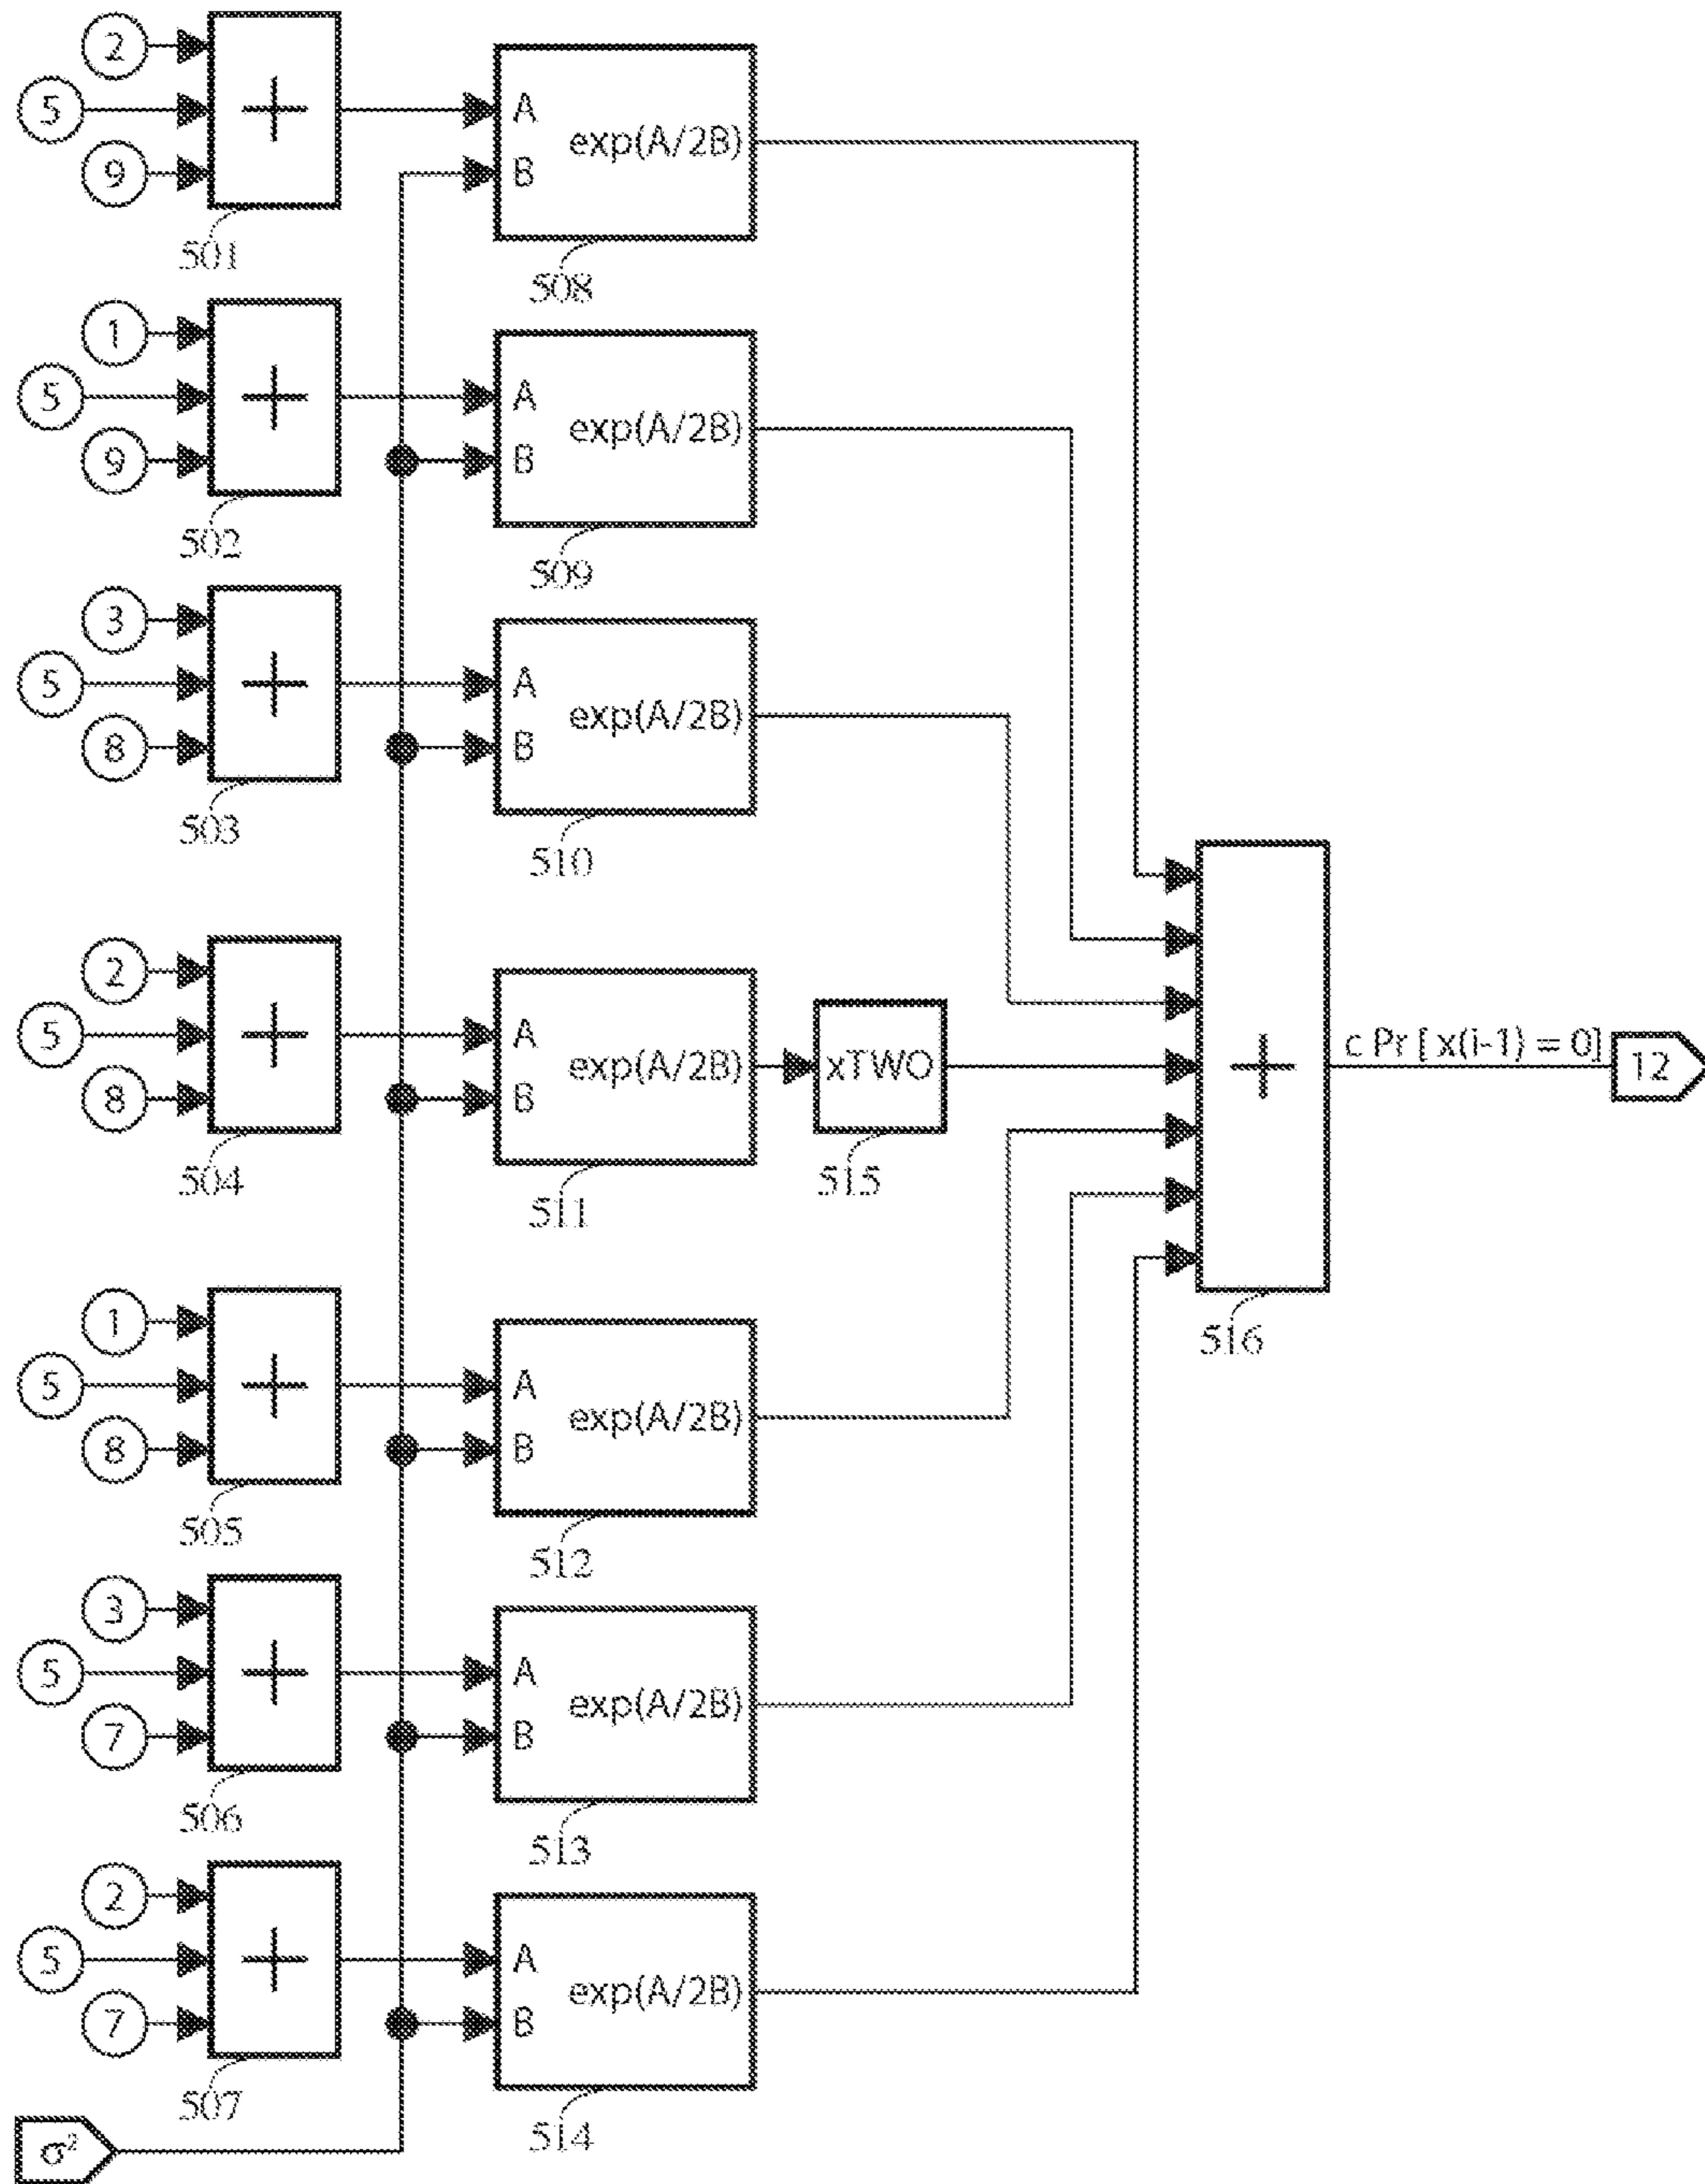 2
5
9
+
A
B
exp(A/2B)
501
508
1
5
9
+
A
B
exp(A/2B)
502
509
3
5
8
+
A
B
exp(A/2B)
503
510
2
5
8
+
A
B
exp(A/2B)
xTWO
504
511
515
+
c Pr [ x(i-1) = 0]
12
516
1
5
8
+
A
B
exp(A/2B)
505
512
3
5
7
+
A
B
exp(A/2B)
506
513
2
5
7
+
A
B
exp(A/2B)
507
514
σ²